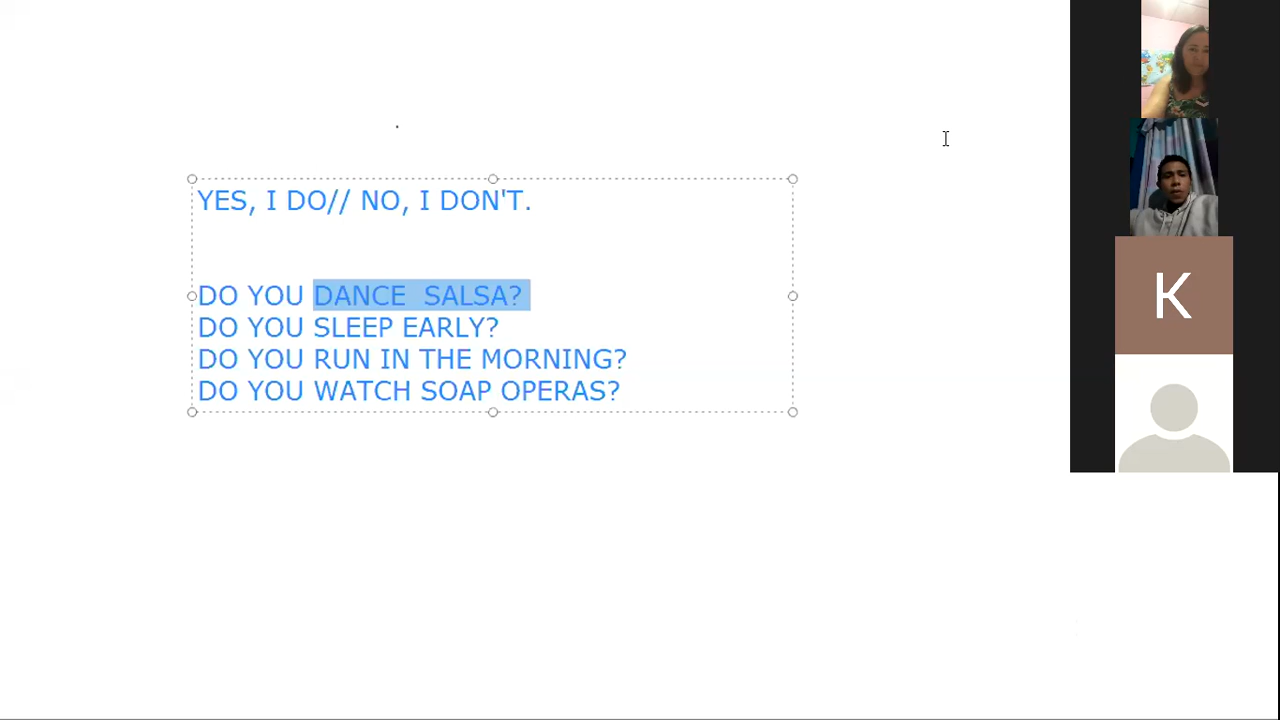 YES, I DO// NO, I DON'T.
DO YOU DANCE  SALSA?
DO YOU SLEEP EARLY?
DO YOU RUN IN THE MORNING?
DO YOU WATCH SOAP OPERAS?
K